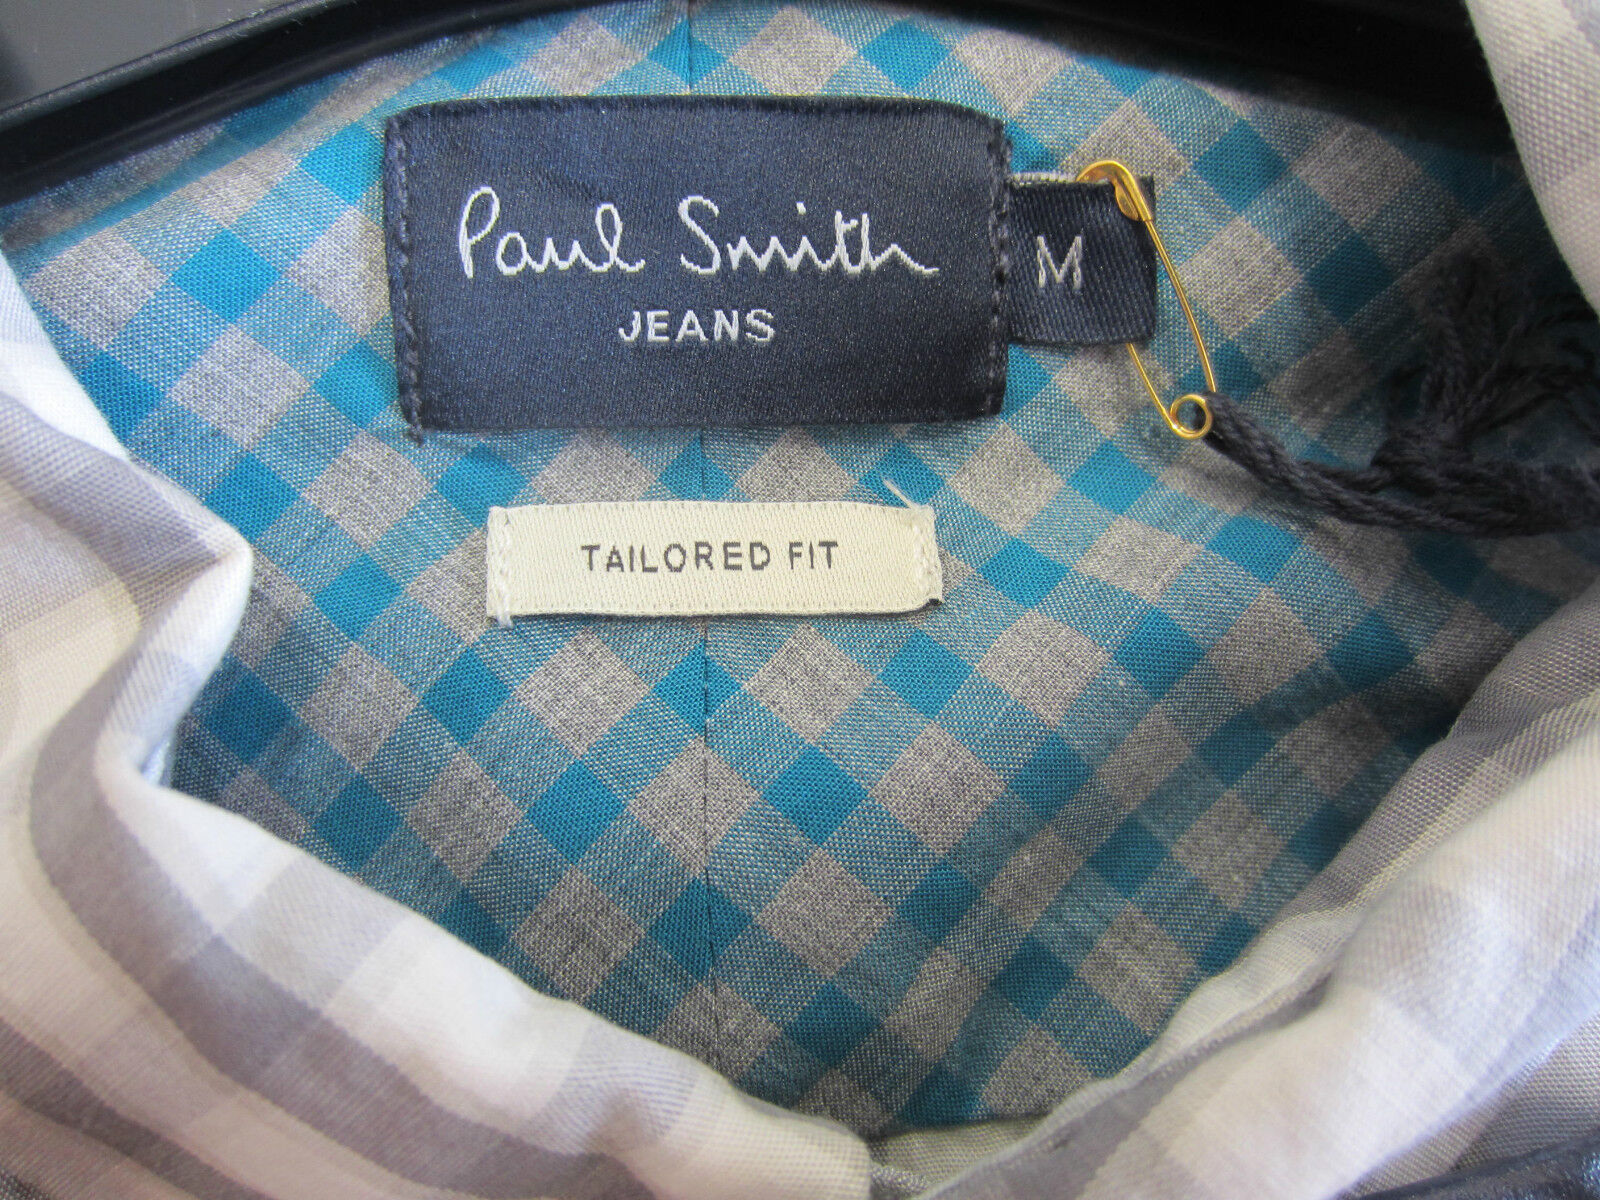 Paul Smith
JEANS
M
TAILORED FIT